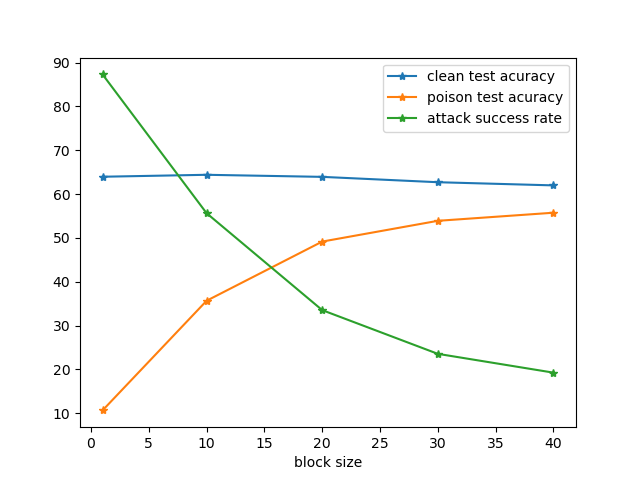 90
80
70
60
50
40
30
20
10
clean test acuracy
poison test acuracy
attack success rate
0 5 10 15 20 25 30 35 40
block size